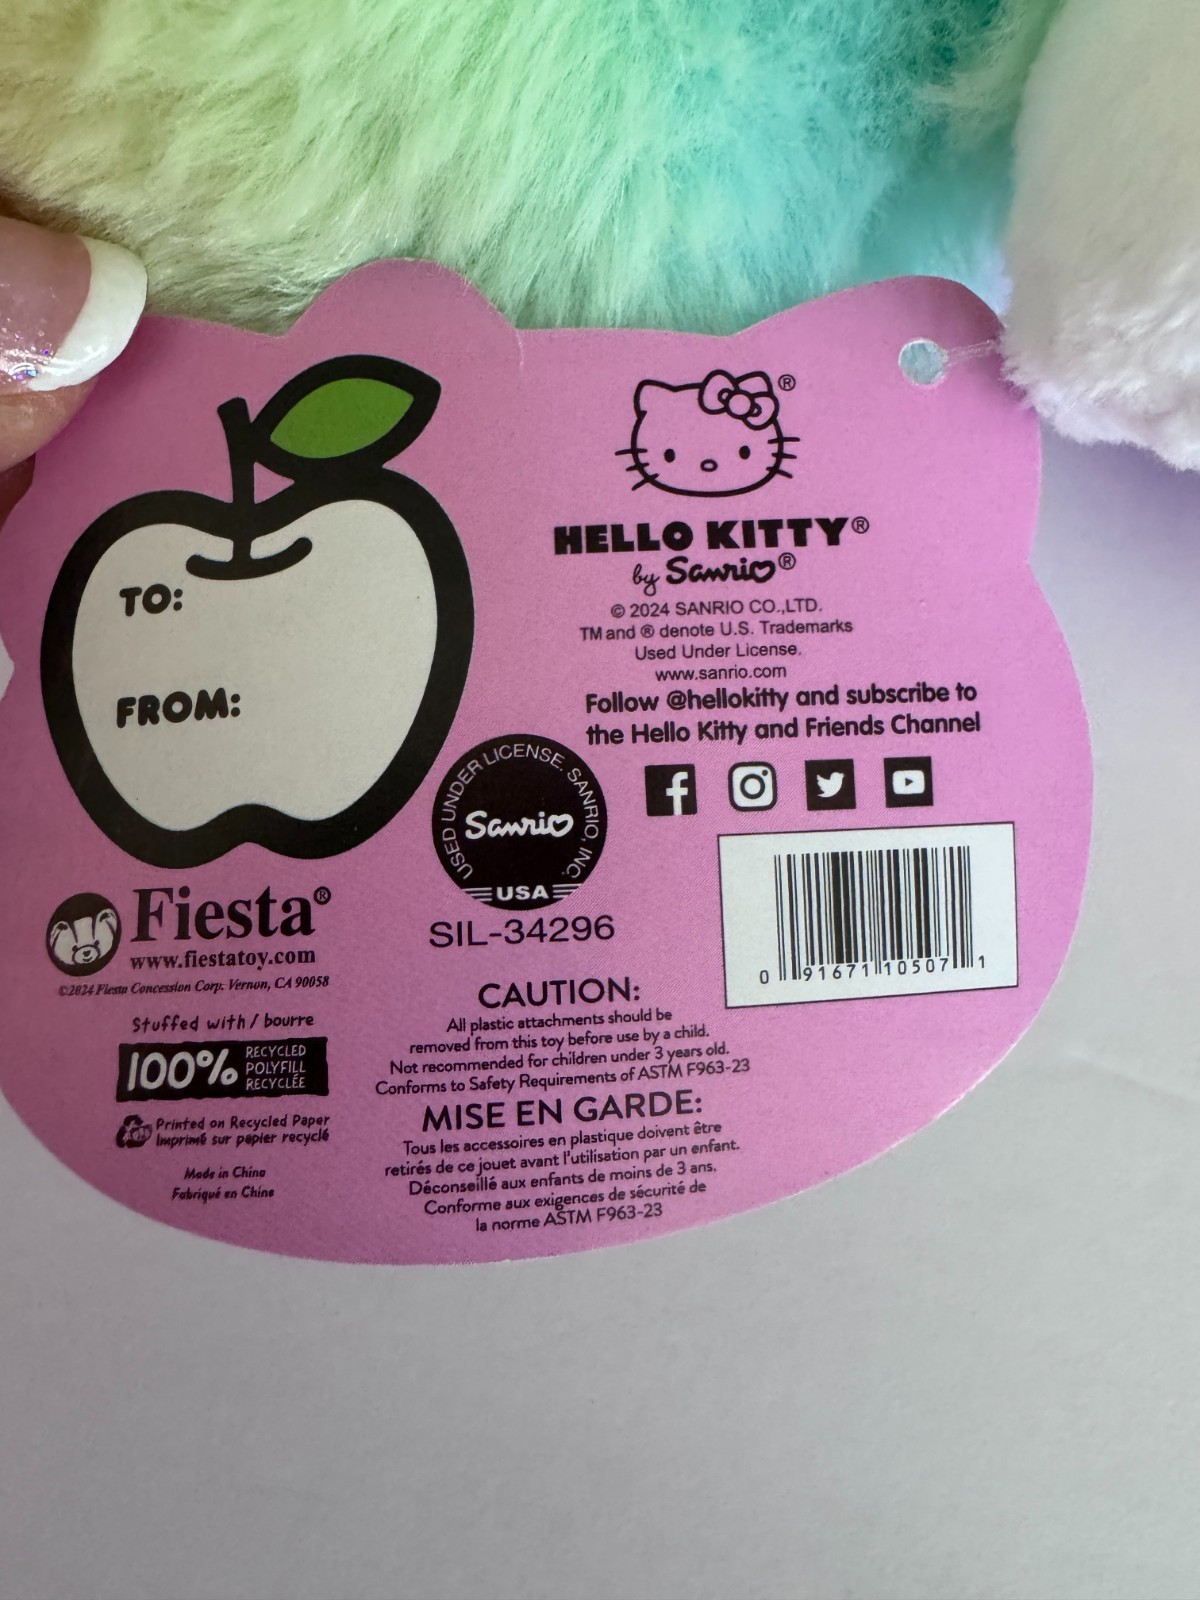 TO:
FROM:
HELLO KITTY®
by Sanrio®
© 2024 SANRIO CO.,LTD.
TM and ® denote U.S. Trademarks
Used Under License.
www.sanrio.com
Follow @hellokitty and subscribe to
the Hello Kitty and Friends Channel
USED UNDER LICENSE. SANRIO, INC.
Sanrio
USA
SIL-34296
0 91671 10507 1
Fiesta®
www.fiestatoy.com
©2024 Fiesta Concession Corp. Vernon, CA 90058
Stuffed with / bourre
100% RECYCLED
POLYFILL
RECYCLÉE
Printed on Recycled Paper
Imprimé sur papier recyclé
Made in China
Fabriqué en Chine
CAUTION:
All plastic attachments should be
removed from this toy before use by a child.
Not recommended for children under 3 years old.
Conforms to Safety Requirements of ASTM F963-23
MISE EN GARDE:
Tous les accessoires en plastique doivent être
retirés de ce jouet avant l'utilisation par un enfant.
Déconseillé aux enfants de moins de 3 ans.
Conforme aux exigences de sécurité de
la norme ASTM F963-23